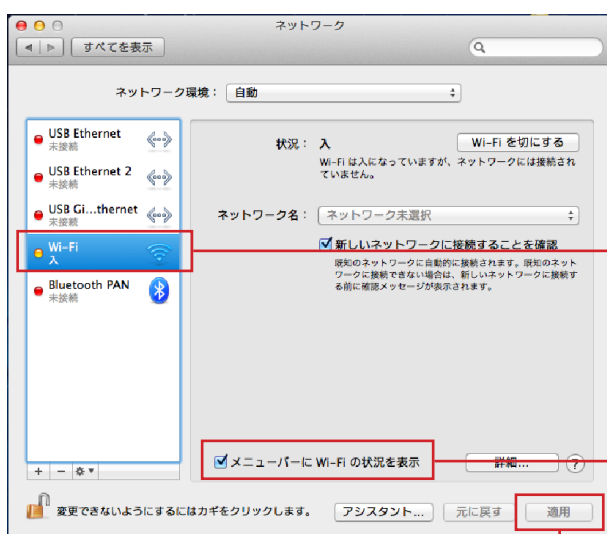 ネットワーク
すべてを表示
ネットワーク環境： 自動
USB Ethernet
未接続
USB Ethernet 2
未接続
USB Gi...thernet
未接続
Wi-Fi
入
Bluetooth PAN
未接続
状況： 入
Wi-Fi を切にする
Wi-Fi は入になっていますが、ネットワークには接続され
ていません。
ネットワーク名： ネットワーク未選択
新しいネットワークに接続することを確認
既知のネットワークに自動的に接続されます。既知のネット
ワークに接続できない場合は、新しいネットワークに接続す
る前に確認メッセージが表示されます。
メニューバーに Wi-Fi の状況を表示
詳細... ?
+ −
変更できないようにするにはカギをクリックします。
アシスタント... 元に戻す 適用